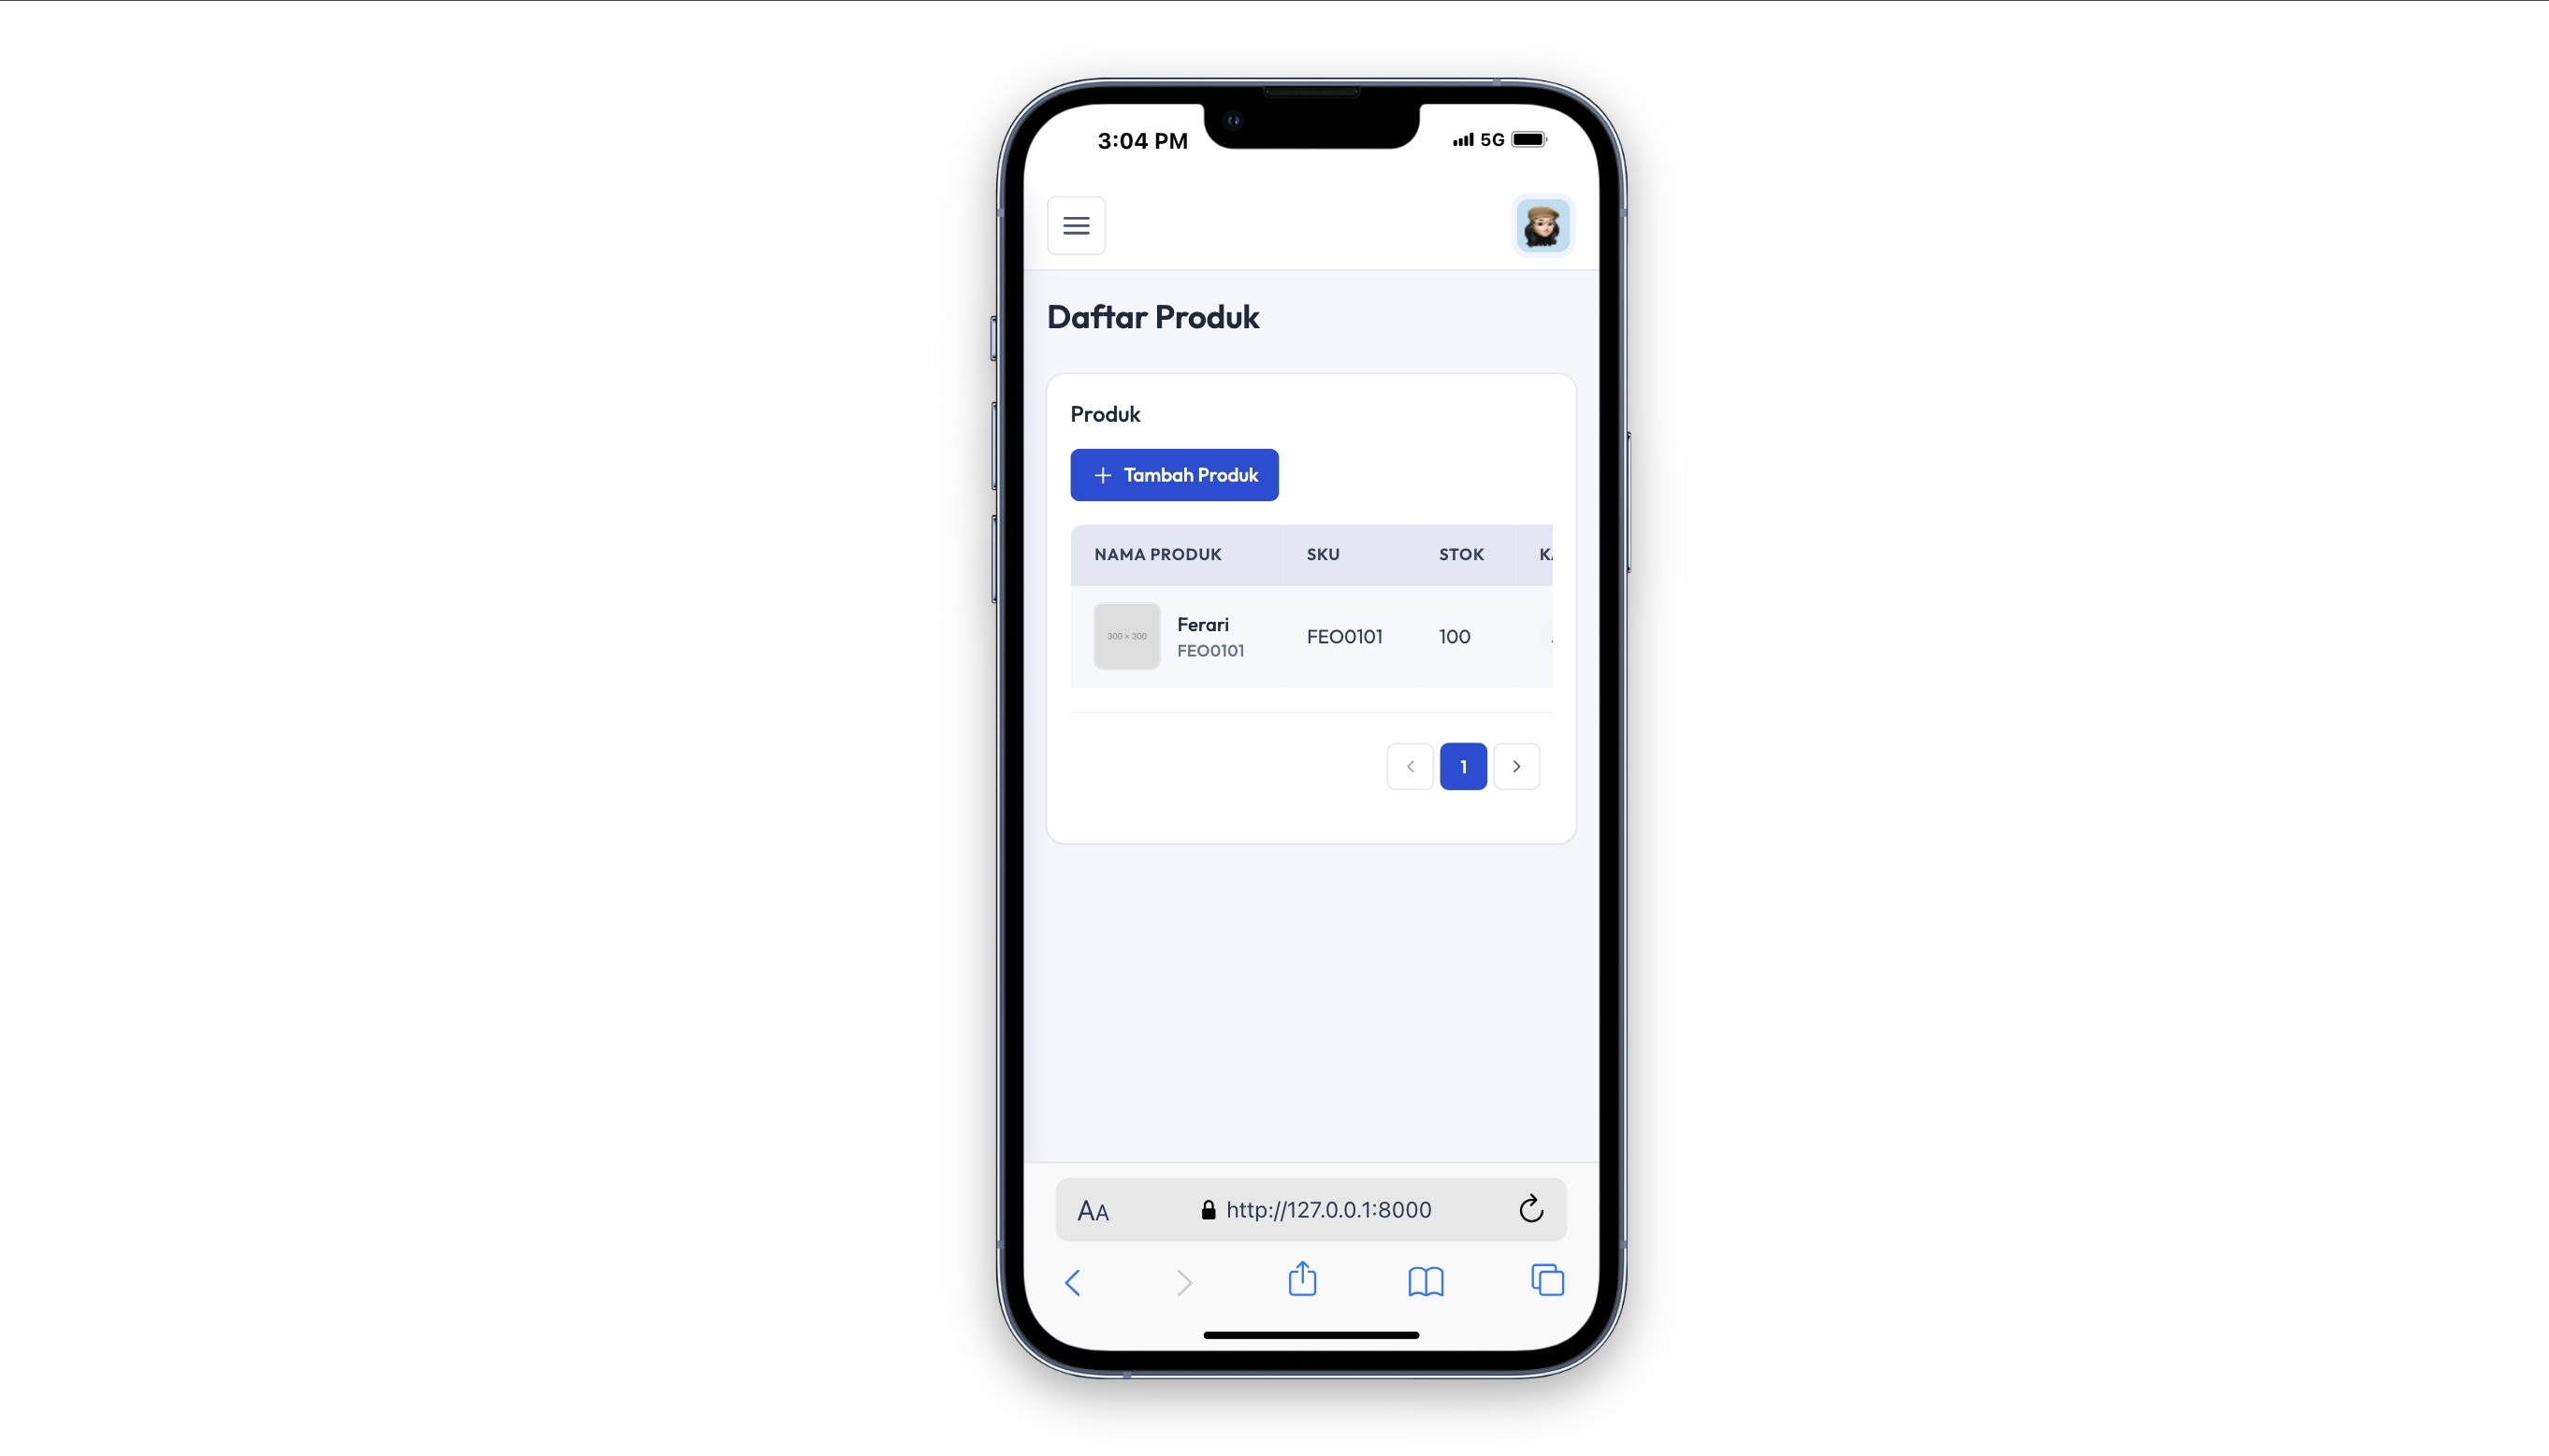 3:04 PM 5G
Daftar Produk
Produk
Tambah Produk
NAMA PRODUK SKU STOK
300 × 300 Ferari FEO0101 100
FEO0101
1
AA http://127.0.0.1:8000